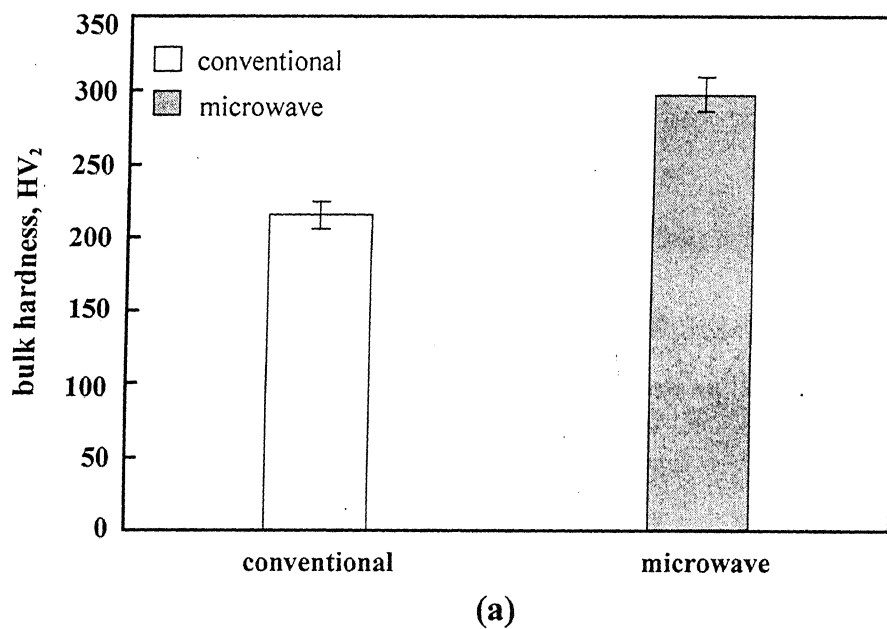 350
300
250
200
150
100
50
0
bulk hardness, HV₂
conventional
microwave
conventional microwave
(a)